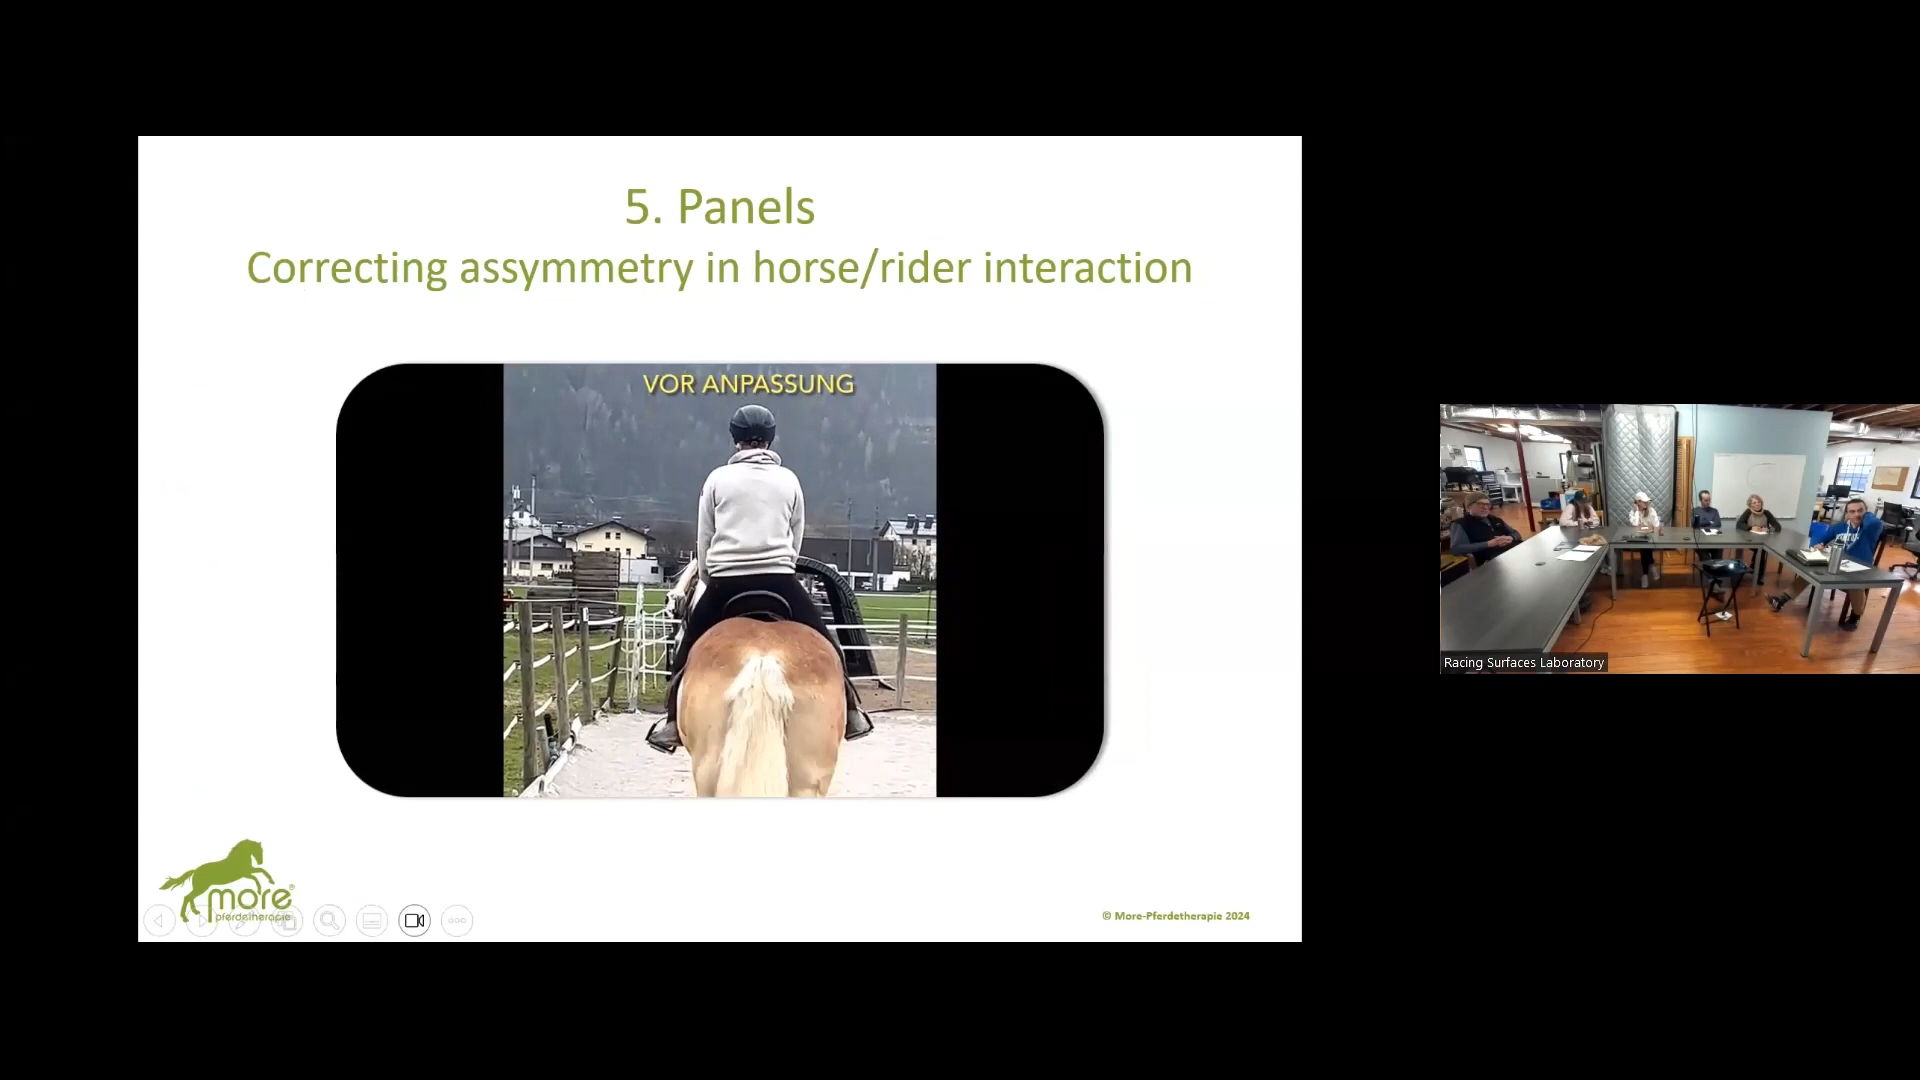 5. Panels
Correcting assymmetry in horse/rider interaction
VOR ANPASSUNG
more®
pferdetherapie
© More-Pferdetherapie 2024
Racing Surfaces Laboratory